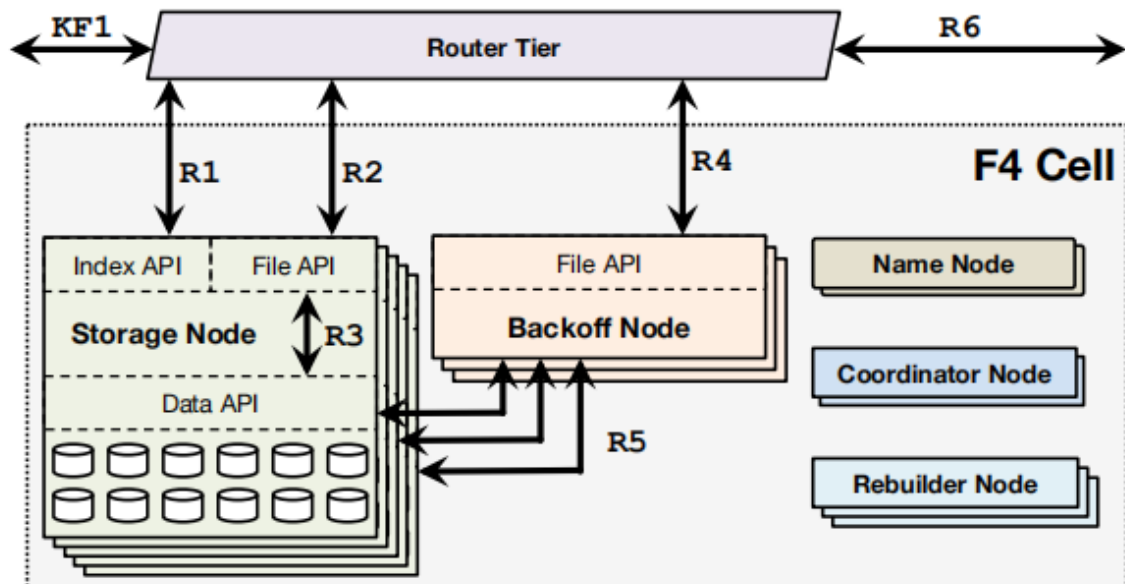 KF1
Router Tier
R6
R1
R2
R4
F4 Cell
Index API
File API
File API
Name Node
Storage Node
R3
Backoff Node
Coordinator Node
Data API
R5
Rebuilder Node